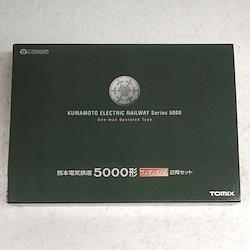 KUMAMOTO ELECTRIC RAILWAY Series 5000
One-man Operated Type
熊本電気鉄道 5000形 ワンマンタイプ 2両セット
TOMIX